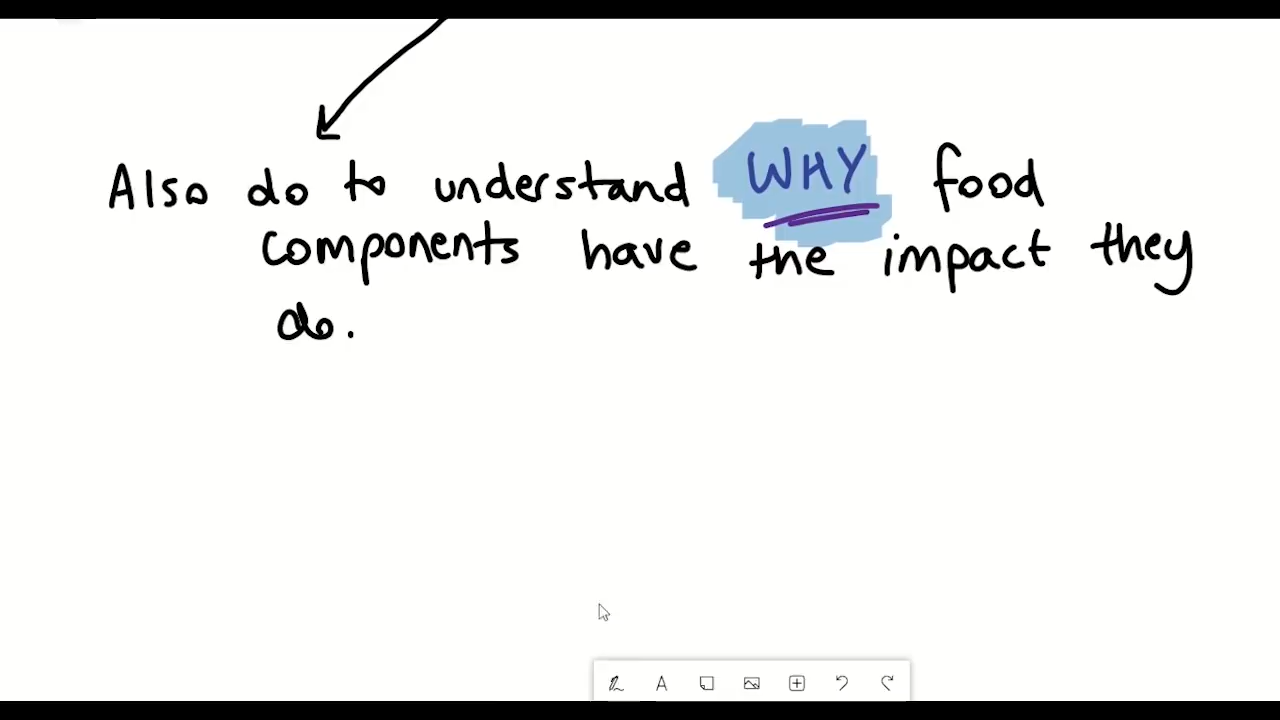 Also do to understand WHY food
components have the impact they
do.
A